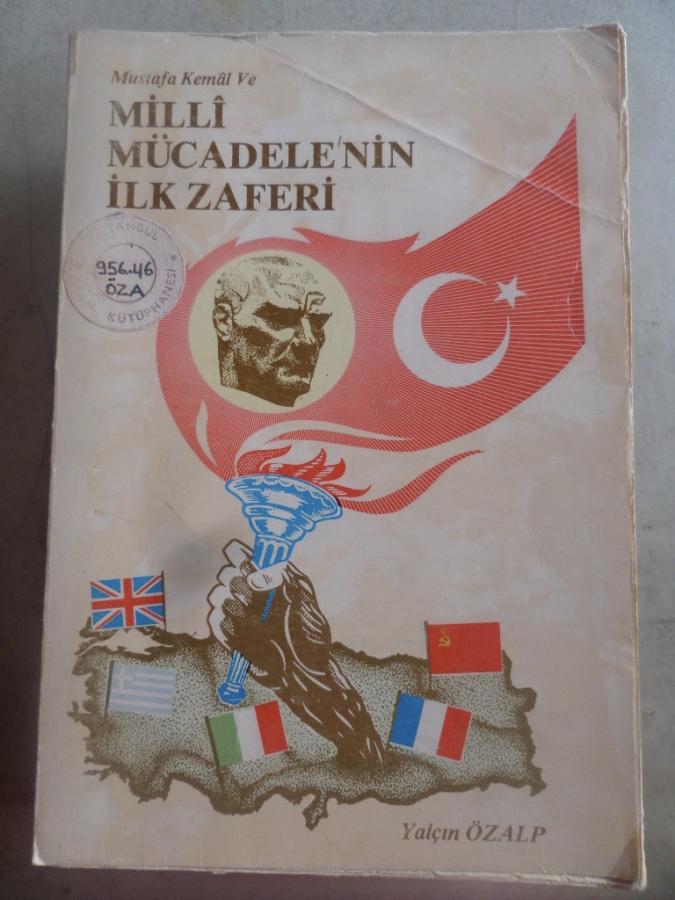 Mustafa Kemâl Ve
MİLLÎ
MÜCADELE'NİN
İLK ZAFERİ
956.46
ÖZA
KÜTÜPHANESİ
Yalçın ÖZALP